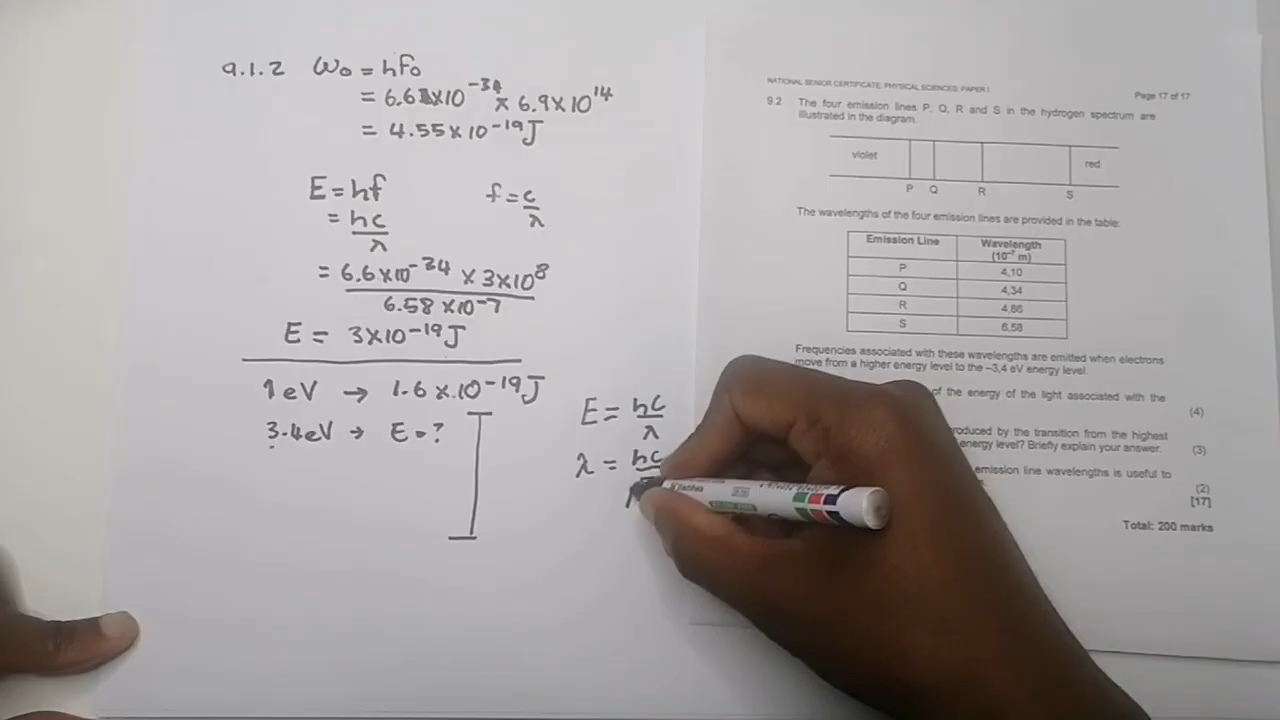 9.1.2 W₀ = hf₀
= 6.6 × 10⁻³⁴ × 6.9 × 10¹⁴
= 4.55 × 10⁻¹⁹ J
E = hf f = c/λ
= hc/λ
= 6.6 × 10⁻³⁴ × 3 × 10⁸
6.58 × 10⁻⁷
E = 3 × 10⁻¹⁹ J
1 eV → 1.6 × 10⁻¹⁹ J
3.4 eV → E = ?
E = hc/λ
λ = hc
NATIONAL SENIOR CERTIFICATE: PHYSICAL SCIENCES: PAPER I
Page 17 of 17
9.2 The four emission lines P, Q, R and S in the hydrogen spectrum are
illustrated in the diagram.
violet red
P Q R S
The wavelengths of the four emission lines are provided in the table:
Emission Line Wavelength
(10⁻⁷ m)
P 4,10
Q 4,34
R 4,86
S 6,58
Frequencies associated with these wavelengths are emitted when electrons
move from a higher energy level to the –3,4 eV energy level.
of the energy of the light associated with the
(4)
produced by the transition from the highest
energy level? Briefly explain your answer. (3)
emission line wavelengths is useful to
(2)
[17]
Total: 200 marks